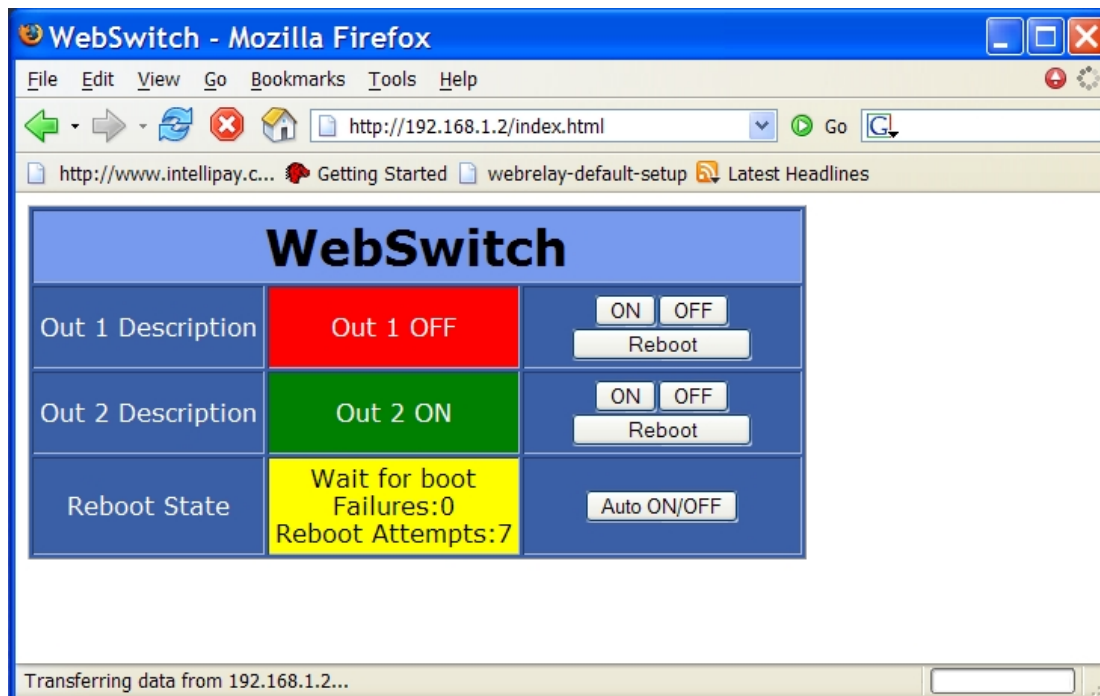 WebSwitch - Mozilla Firefox
File Edit View Go Bookmarks Tools Help
http://192.168.1.2/index.html Go G
http://www.intellipay.c... Getting Started webrelay-default-setup Latest Headlines
WebSwitch
Out 1 Description Out 1 OFF ON OFF
Reboot
Out 2 Description Out 2 ON ON OFF
Reboot
Reboot State Wait for boot
Failures:0
Reboot Attempts:7 Auto ON/OFF
Transferring data from 192.168.1.2...